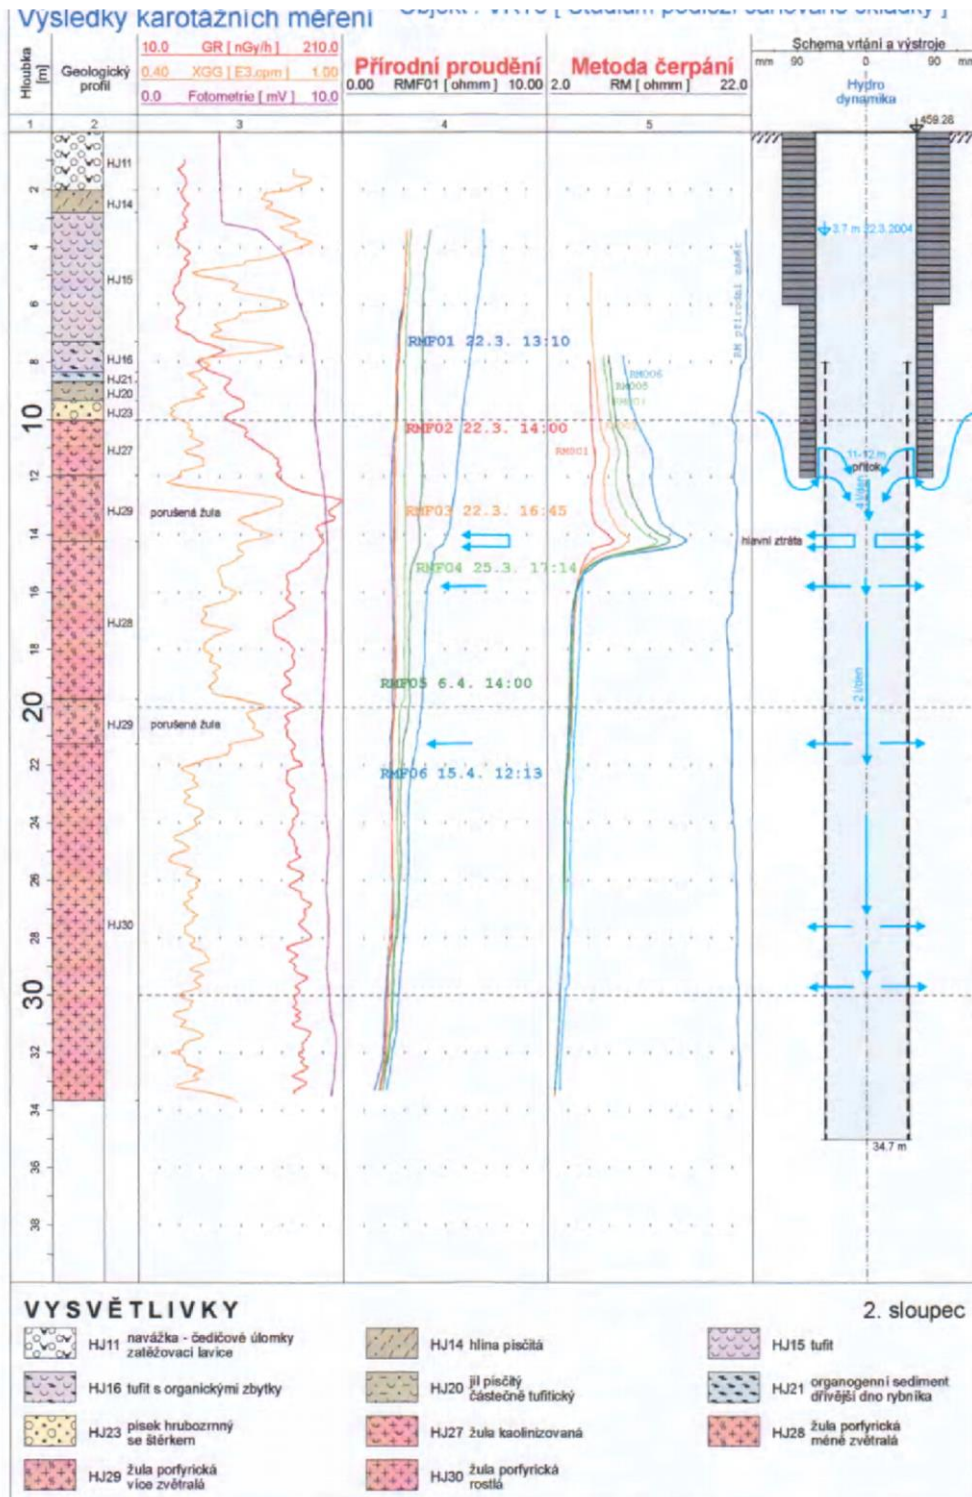 Výsledky karotážních měření
Hloubka [m]
Geologický profil
10.0 GR [ nGy/h ] 210.0
0.40 XGG [ E3.cpm ] 1.00
0.0 Fotometrie [ mV ] 10.0
Přírodní proudění
0.00 RMF01 [ ohmm ] 10.00
Metoda čerpání
2.0 RM [ ohmm ] 22.0
Schema vrtání a výstroje
mm 90 0 90 mm
Hydro
dynamika
1 2 3 4 5
459.26
HJ11
2
HJ14
3.7 m 22.3.2004
4
HJ15
6
RMF01 22.3. 13:10
8
HJ16
HJ21
HJ20
HJ23
RM006
RM005
10
RMF02 22.3. 14:00
RM001
HJ27
11-12 m
přítok
12
4 l/den
HJ29
porušená žula
RMF03 22.3. 16:45
14
hlavní ztráta
RMF04 25.3. 17:14
16
HJ28
18
RMF05 6.4. 14:00
2 l/den
20
HJ29
porušená žula
22
RMF06 15.4. 12:13
24
26
28
HJ30
30
32
34
34.7 m
36
38
VYSVĚTLIVKY
2. sloupec
HJ11 navážka - čedičové úlomky
zatěžovací lavice
HJ14 hlína písčitá
HJ15 tufit
HJ16 tufit s organickými zbytky
HJ20 jíl písčitý
částečně tufitický
HJ21 organogenní sediment
dřívější dno rybníka
HJ23 písek hrubozrnný
se štěrkem
HJ27 žula kaolinizovaná
HJ28 žula porfyrická
méně zvětralá
HJ29 žula porfyrická
více zvětralá
HJ30 žula porfyrická
rostlá